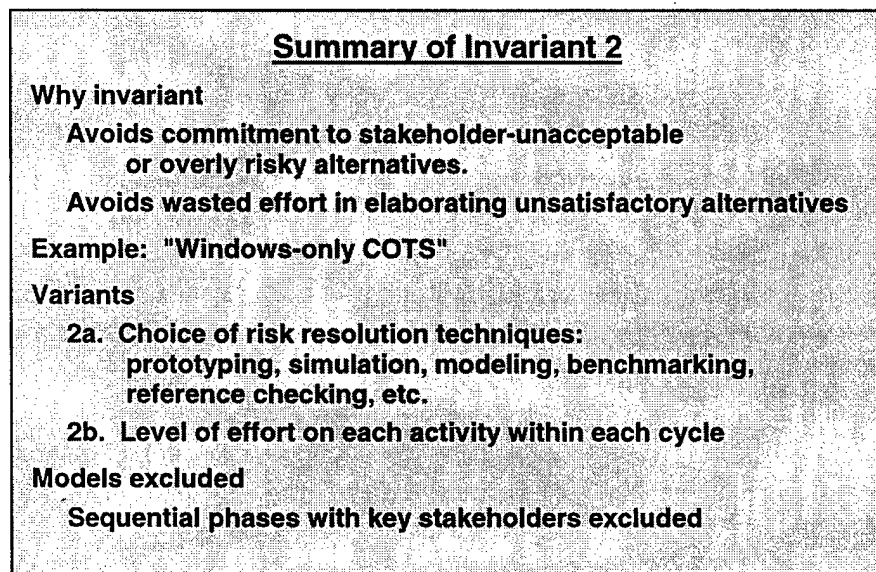 Summary of Invariant 2
Why invariant
Avoids commitment to stakeholder-unacceptable
or overly risky alternatives.
Avoids wasted effort in elaborating unsatisfactory alternatives
Example: "Windows-only COTS"
Variants
2a. Choice of risk resolution techniques:
prototyping, simulation, modeling, benchmarking,
reference checking, etc.
2b. Level of effort on each activity within each cycle
Models excluded
Sequential phases with key stakeholders excluded